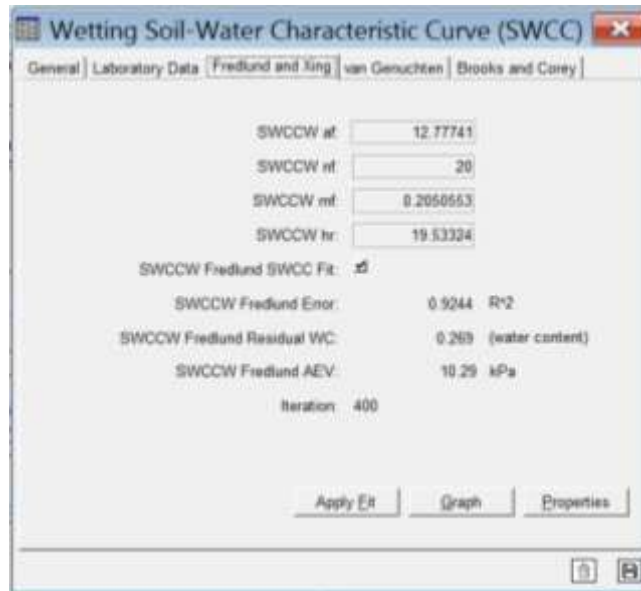 Wetting Soil-Water Characteristic Curve (SWCC)
General Laboratory Data Fredlund and Xing van Genuchten Brooks and Corey
SWCCW af: 12.77741
SWCCW nf: 20
SWCCW mf: 0.2050553
SWCCW hr: 19.53324
SWCCW Fredlund SWCC Fit:
SWCCW Fredlund Error: 0.9244 R^2
SWCCW Fredlund Residual WC: 0.269 (water content)
SWCCW Fredlund AEV: 10.29 kPa
Iteration: 400
Apply Fit Graph Properties